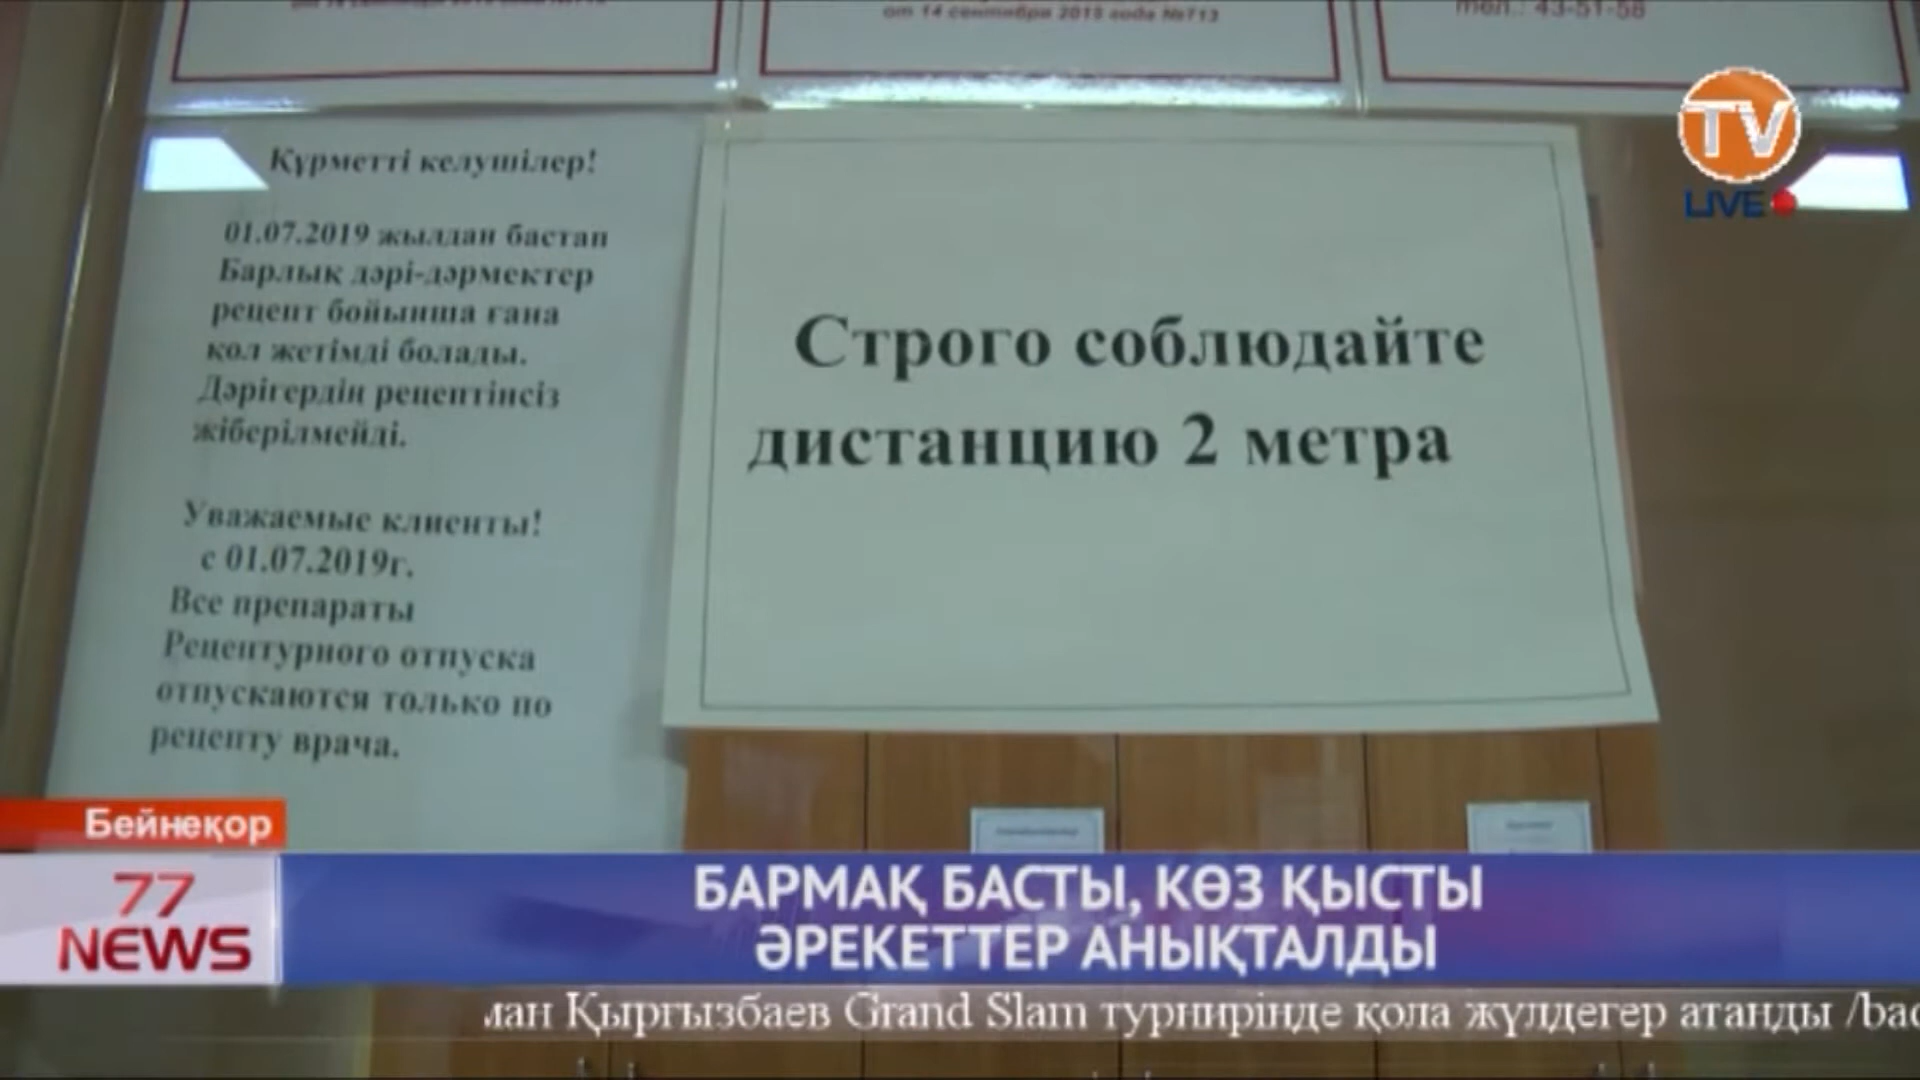 от 14 сентября 2015 года №713
тел.: 43-51-58
TV
LIVE
Құрметті келушілер!
01.07.2019 жылдан бастап
Барлық дәрі-дәрмектер
рецепт бойынша ғана
қол жетімді болады.
Дәрігердің рецептінсіз
жіберілмейді.
Уважаемые клиенты!
с 01.07.2019г.
Все препараты
Рецептурного отпуска
отпускаются только по
рецепту врача.
Строго соблюдайте
дистанцию 2 метра
Бейнеқор
77
NEWS
БАРМАҚ БАСТЫ, КӨЗ ҚЫСТЫ
ӘРЕКЕТТЕР АНЫҚТАЛДЫ
ман Қырғызбаев Grand Slam турнирінде қола жүлдегер атанды /bac